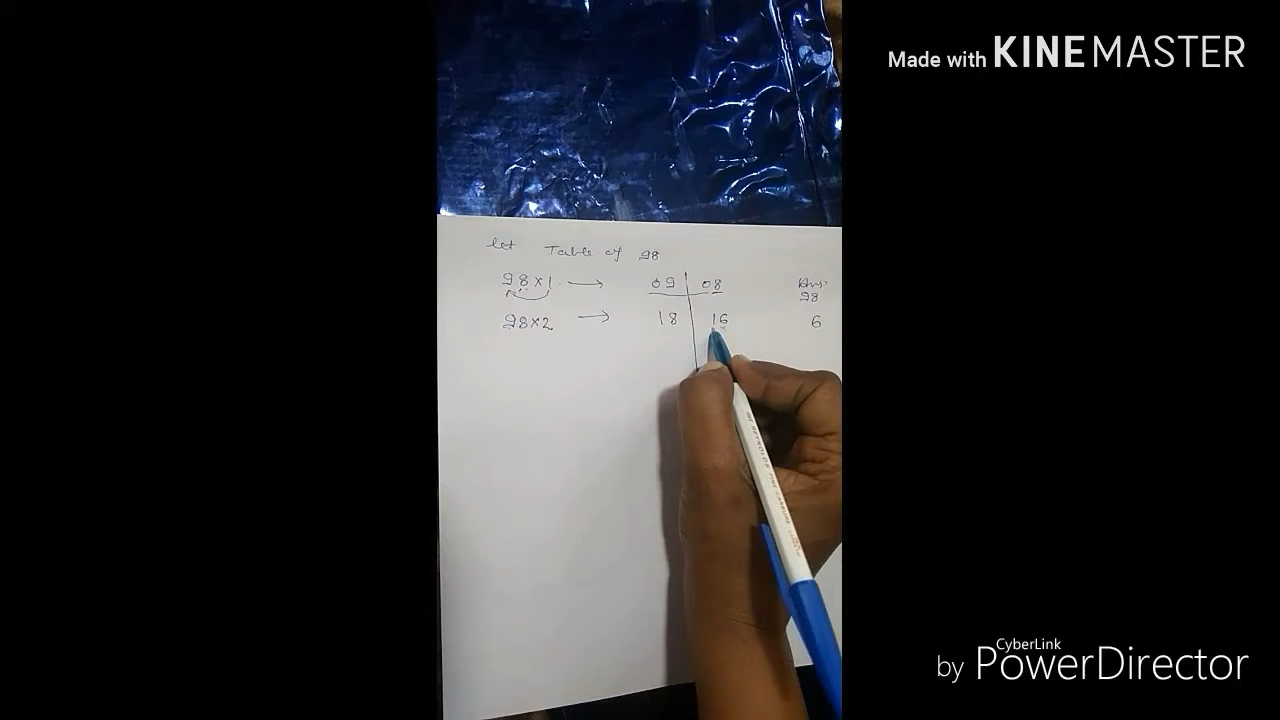 Made with KINEMASTER
let Table of 98
98×1 → 09 08 Ans:
98
98×2 → 18 16 6
CyberLink
by PowerDirector